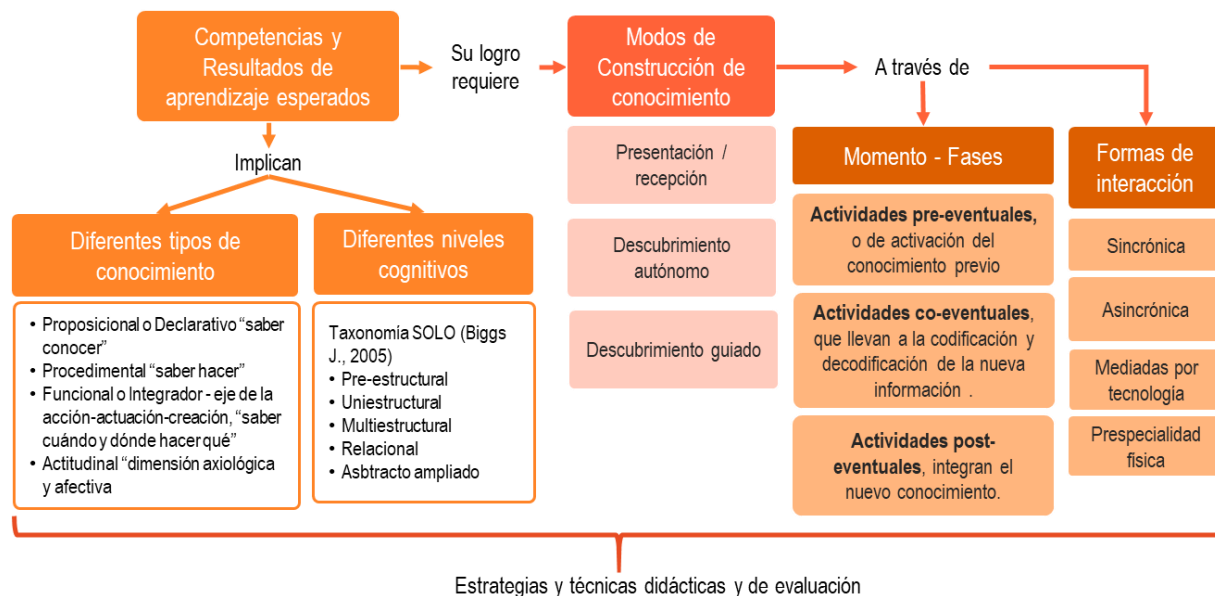 Competencias y
Resultados de
aprendizaje esperados
Su logro
requiere
Modos de
Construcción de
conocimiento
A través de
Implican
Diferentes tipos de
conocimiento
• Proposicional o Declarativo “saber
conocer”
• Procedimental “saber hacer”
• Funcional o Integrador - eje de la
acción-actuación-creación, “saber
cuándo y dónde hacer qué”
• Actitudinal “dimensión axiológica
y afectiva
Diferentes niveles
cognitivos
Taxonomía SOLO (Biggs
J., 2005)
• Pre-estructural
• Uniestructural
• Multiestructural
• Relacional
• Asbtracto ampliado
Presentación /
recepción
Descubrimiento
autónomo
Descubrimiento guiado
Momento - Fases
Actividades pre-eventuales,
o de activación del
conocimiento previo
Actividades co-eventuales,
que llevan a la codificación y
decodificación de la nueva
información .
Actividades post-
eventuales, integran el
nuevo conocimiento.
Formas de
interacción
Sincrónica
Asincrónica
Mediadas por
tecnología
Prespecialidad
física
Estrategias y técnicas didácticas y de evaluación